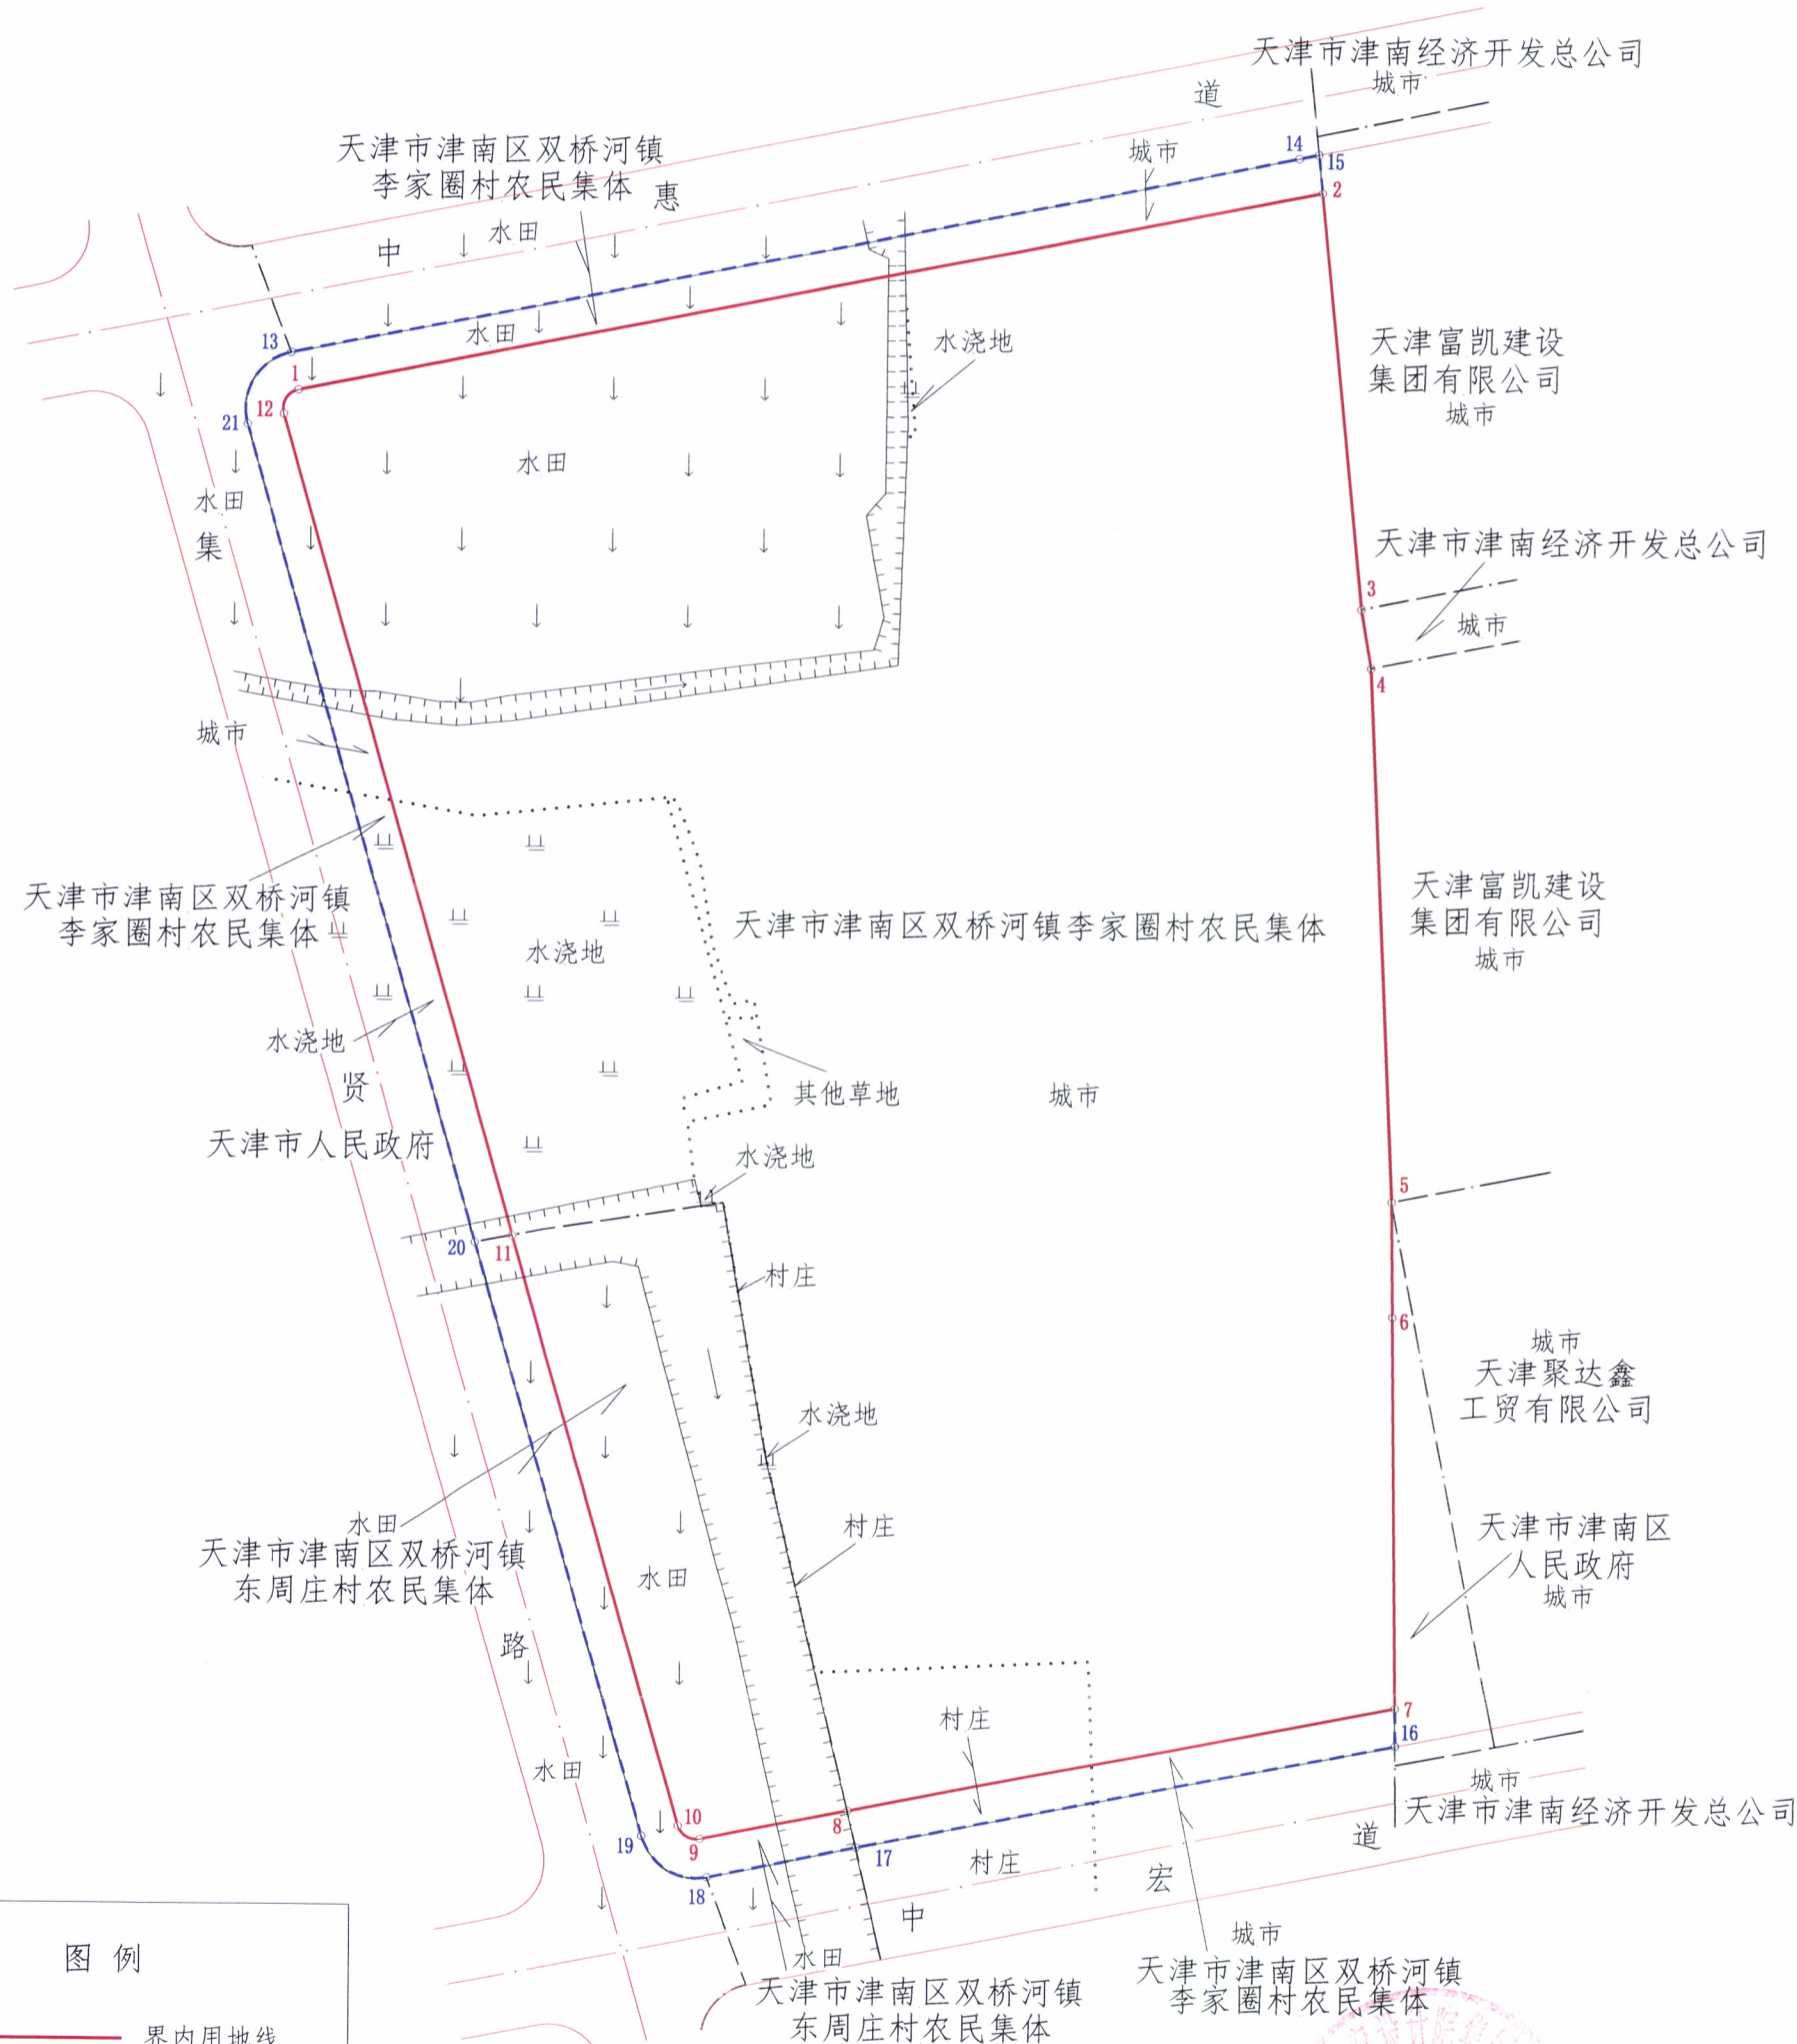 天津市津南经济开发总公司
城市
道
天津市津南区双桥河镇
李家圈村农民集体
惠
城市
14
15
2
水田
中
13
水田
水浇地
天津富凯建设
集团有限公司
城市
1
12
21
水田
水田
集
天津市津南经济开发总公司
3
城市
4
城市
天津市津南区双桥河镇
李家圈村农民集体
天津市津南区双桥河镇李家圈村农民集体
天津富凯建设
集团有限公司
城市
水浇地
水浇地
贤
其他草地
城市
天津市人民政府
水浇地
5
20
11
村庄
6
城市
天津聚达鑫
工贸有限公司
水浇地
水田
天津市津南区双桥河镇
东周庄村农民集体
村庄
天津市津南区
人民政府
城市
水田
路
7
村庄
16
水田
城市
天津市津南经济开发总公司
10
9
8
19
17
道
村庄
宏
18
中
城市
天津市津南区双桥河镇
李家圈村农民集体
水田
天津市津南区双桥河镇
东周庄村农民集体
图例
界内用地线